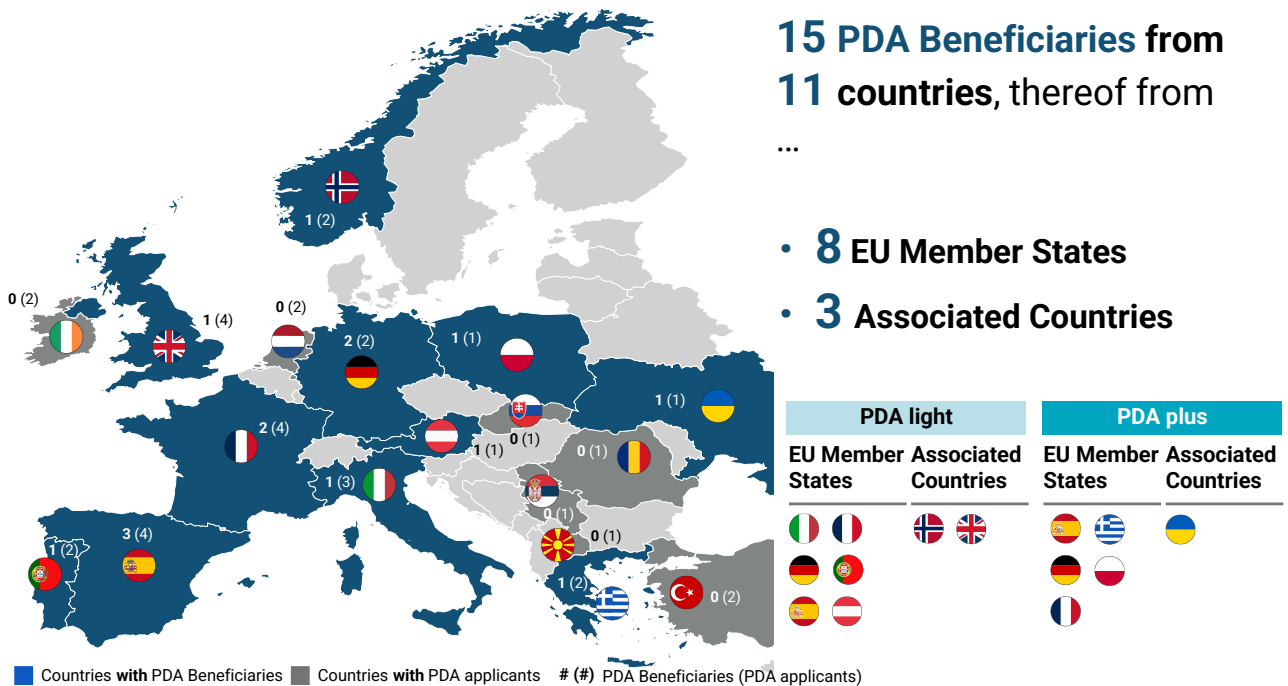 15 PDA Beneficiaries from
11 countries, thereof from
...
• 8 EU Member States
• 3 Associated Countries
1 (2)
0 (2)
1 (4)
0 (2)
2 (2)
1 (1)
1 (1)
2 (4)
1 (1)
0 (1)
0 (1)
1 (3)
0 (1)
0 (1)
3 (4)
1 (2)
1 (2)
0 (2)
PDA light
EU Member
States
Associated
Countries
PDA plus
EU Member
States
Associated
Countries
Countries with PDA Beneficiaries
Countries with PDA applicants
# (#) PDA Beneficiaries (PDA applicants)